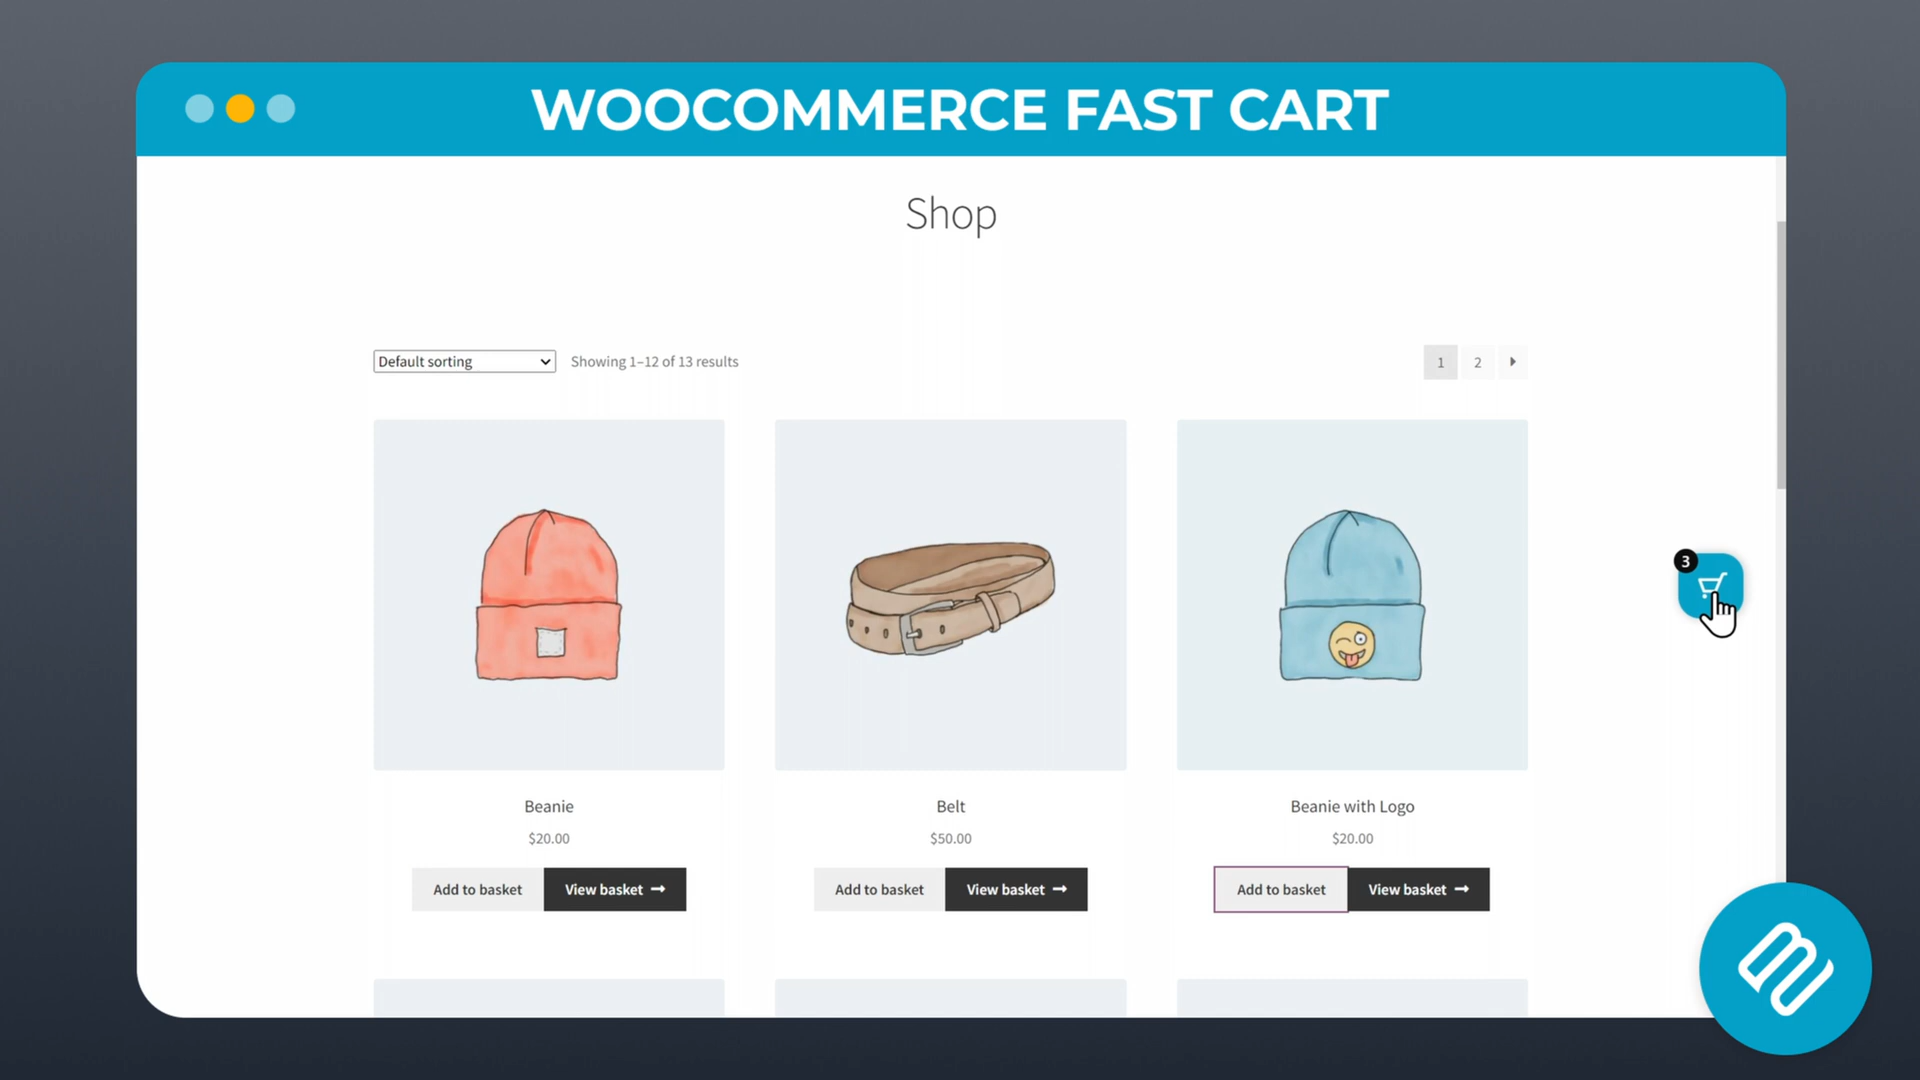 WOOCOMMERCE FAST CART
Shop
Default sorting
Showing 1–12 of 13 results
1 2
3
Beanie
$20.00
Add to basket
View basket
Belt
$50.00
Add to basket
View basket
Beanie with Logo
$20.00
Add to basket
View basket